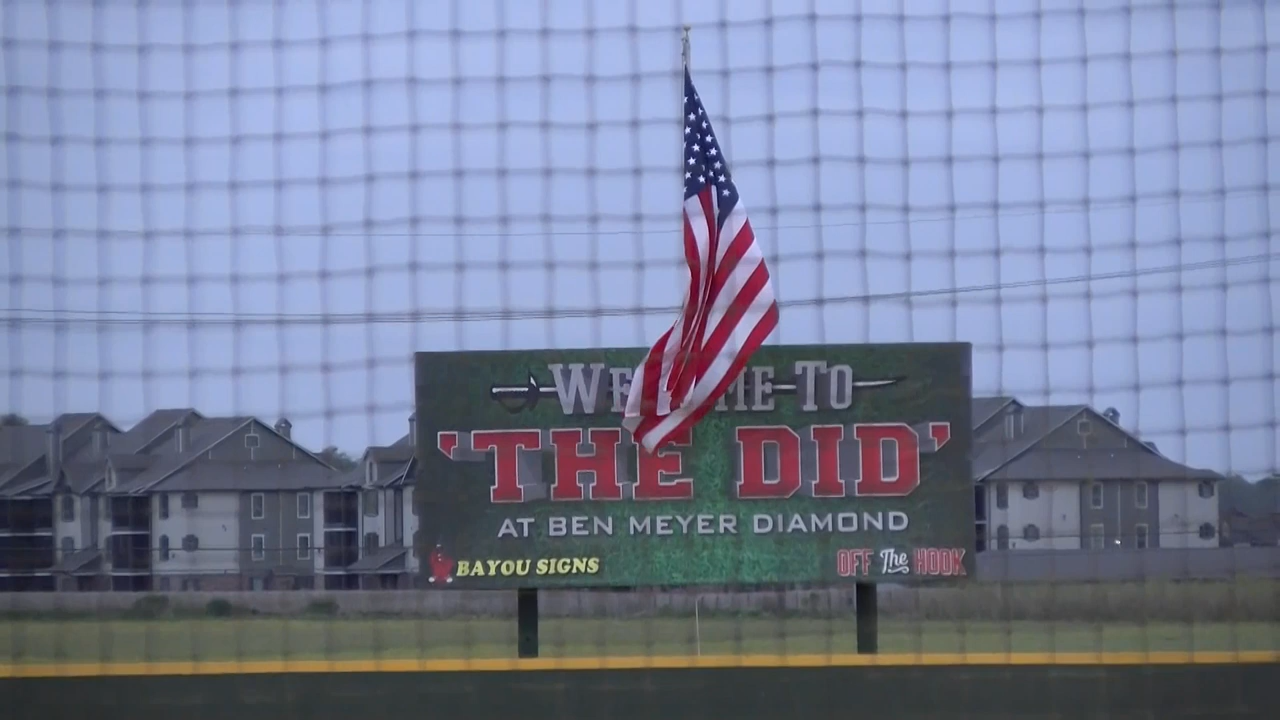 WE ME TO
'THE DID'
AT BEN MEYER DIAMOND
BAYOU SIGNS
OFF The HOOK